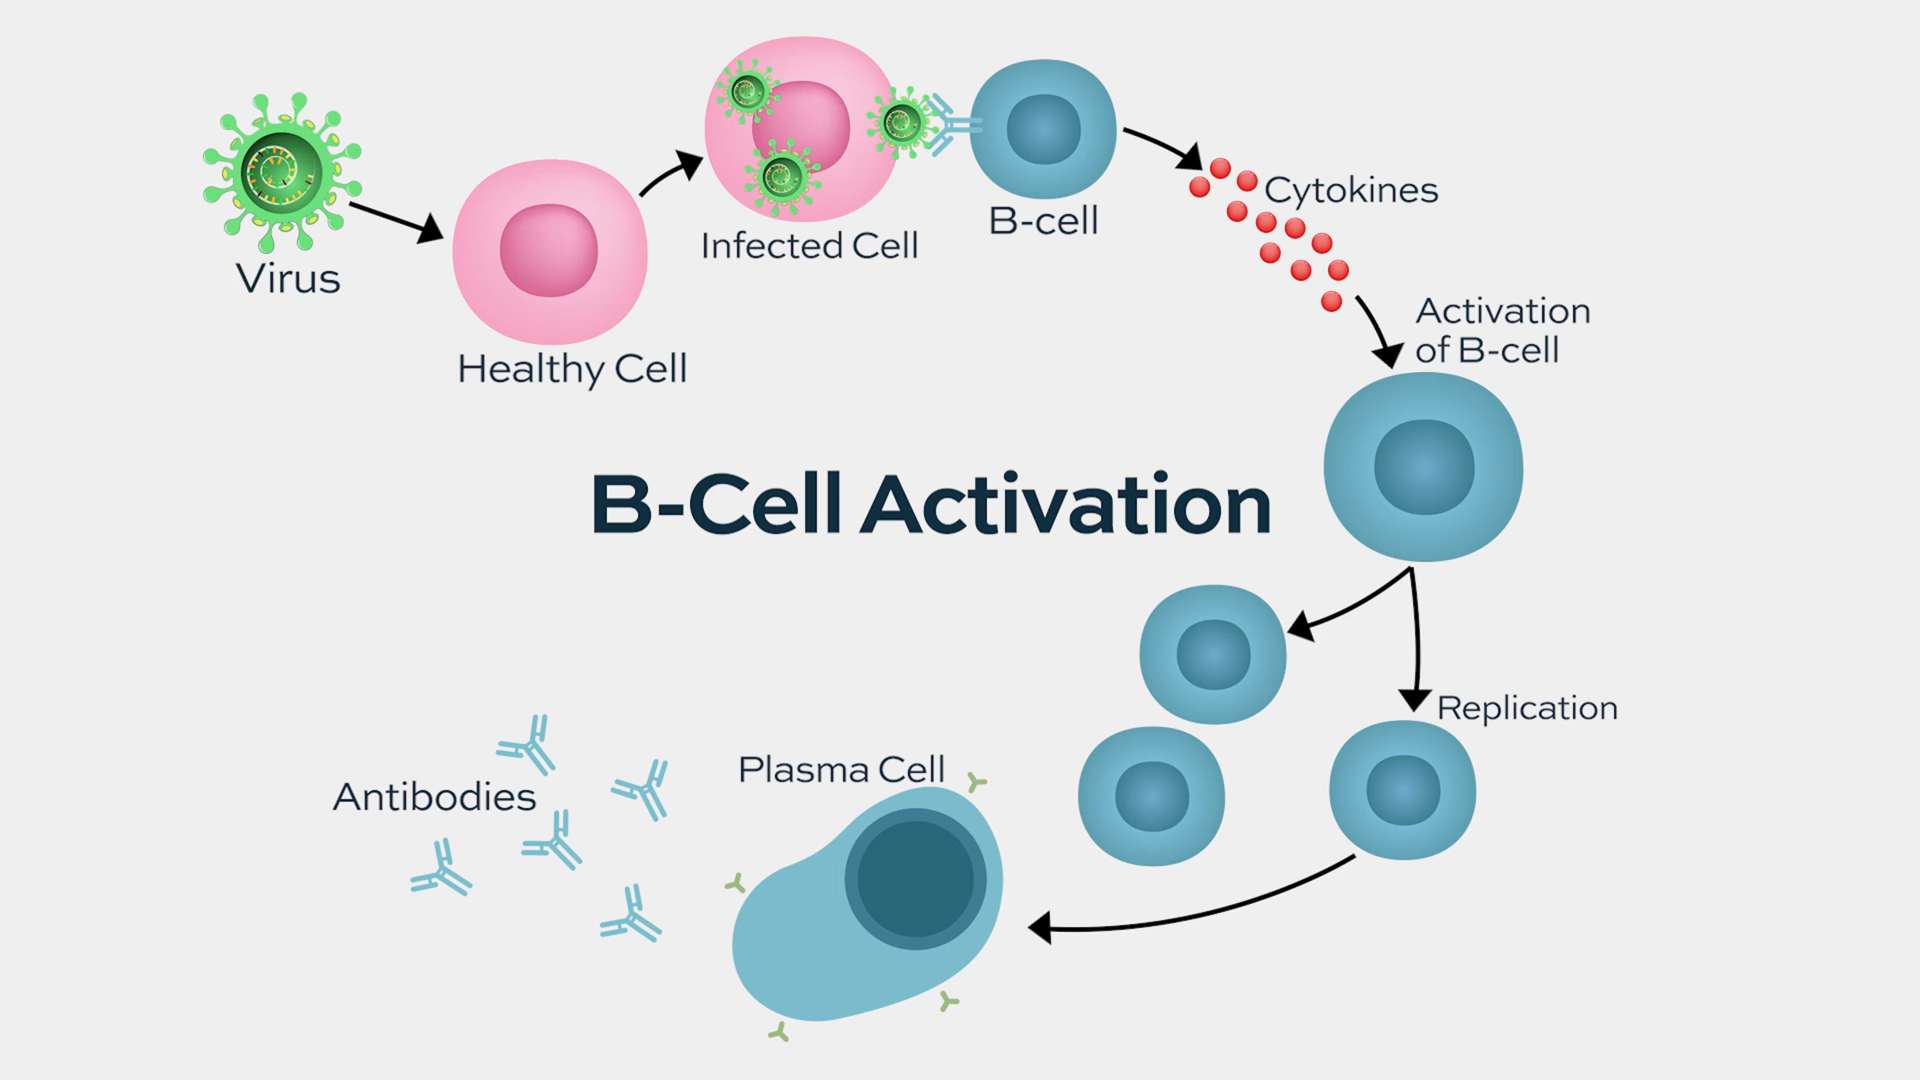 Virus
Healthy Cell
Infected Cell
B-cell
Cytokines
Activation
of B-cell
B-Cell Activation
Replication
Plasma Cell
Antibodies